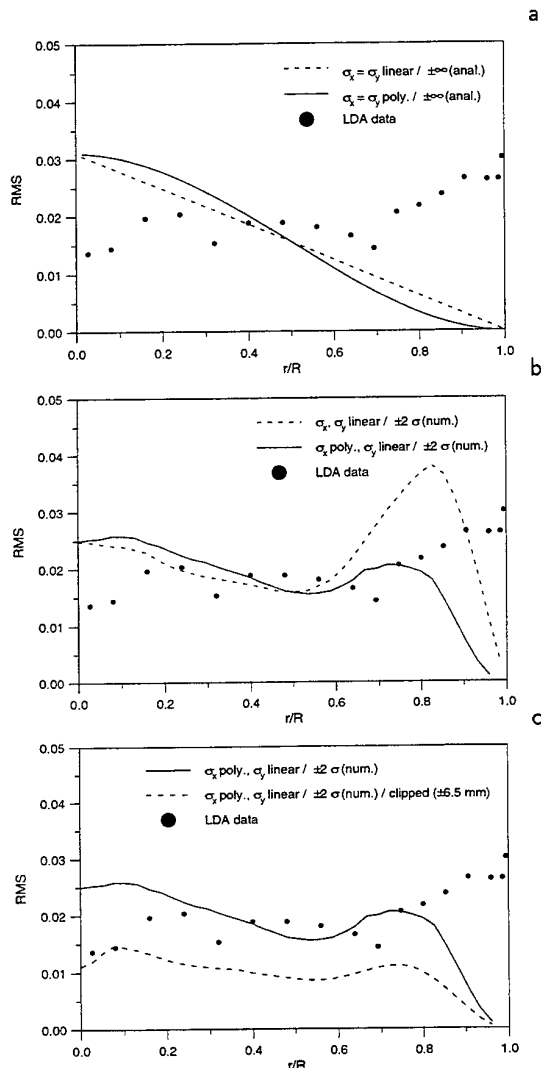 a
0.05
0.04
0.03
0.02
0.01
0.00
RMS
σx = σy linear / ±∞ (anal.)
σx = σy poly. / ±∞ (anal.)
LDA data
0.0 0.2 0.4 0.6 0.8 1.0
r/R
b
0.05
0.04
0.03
0.02
0.01
0.00
RMS
σx, σy linear / ±2 σ (num.)
σx poly., σy linear / ±2 σ (num.)
LDA data
0.0 0.2 0.4 0.6 0.8 1.0
r/R
c
0.05
0.04
0.03
0.02
0.01
0.00
RMS
σx poly., σy linear / ±2 σ (num.)
σx poly., σy linear / ±2 σ (num.) / clipped (±6.5 mm)
LDA data
0.0 0.2 0.4 0.6 0.8 1.0
r/R